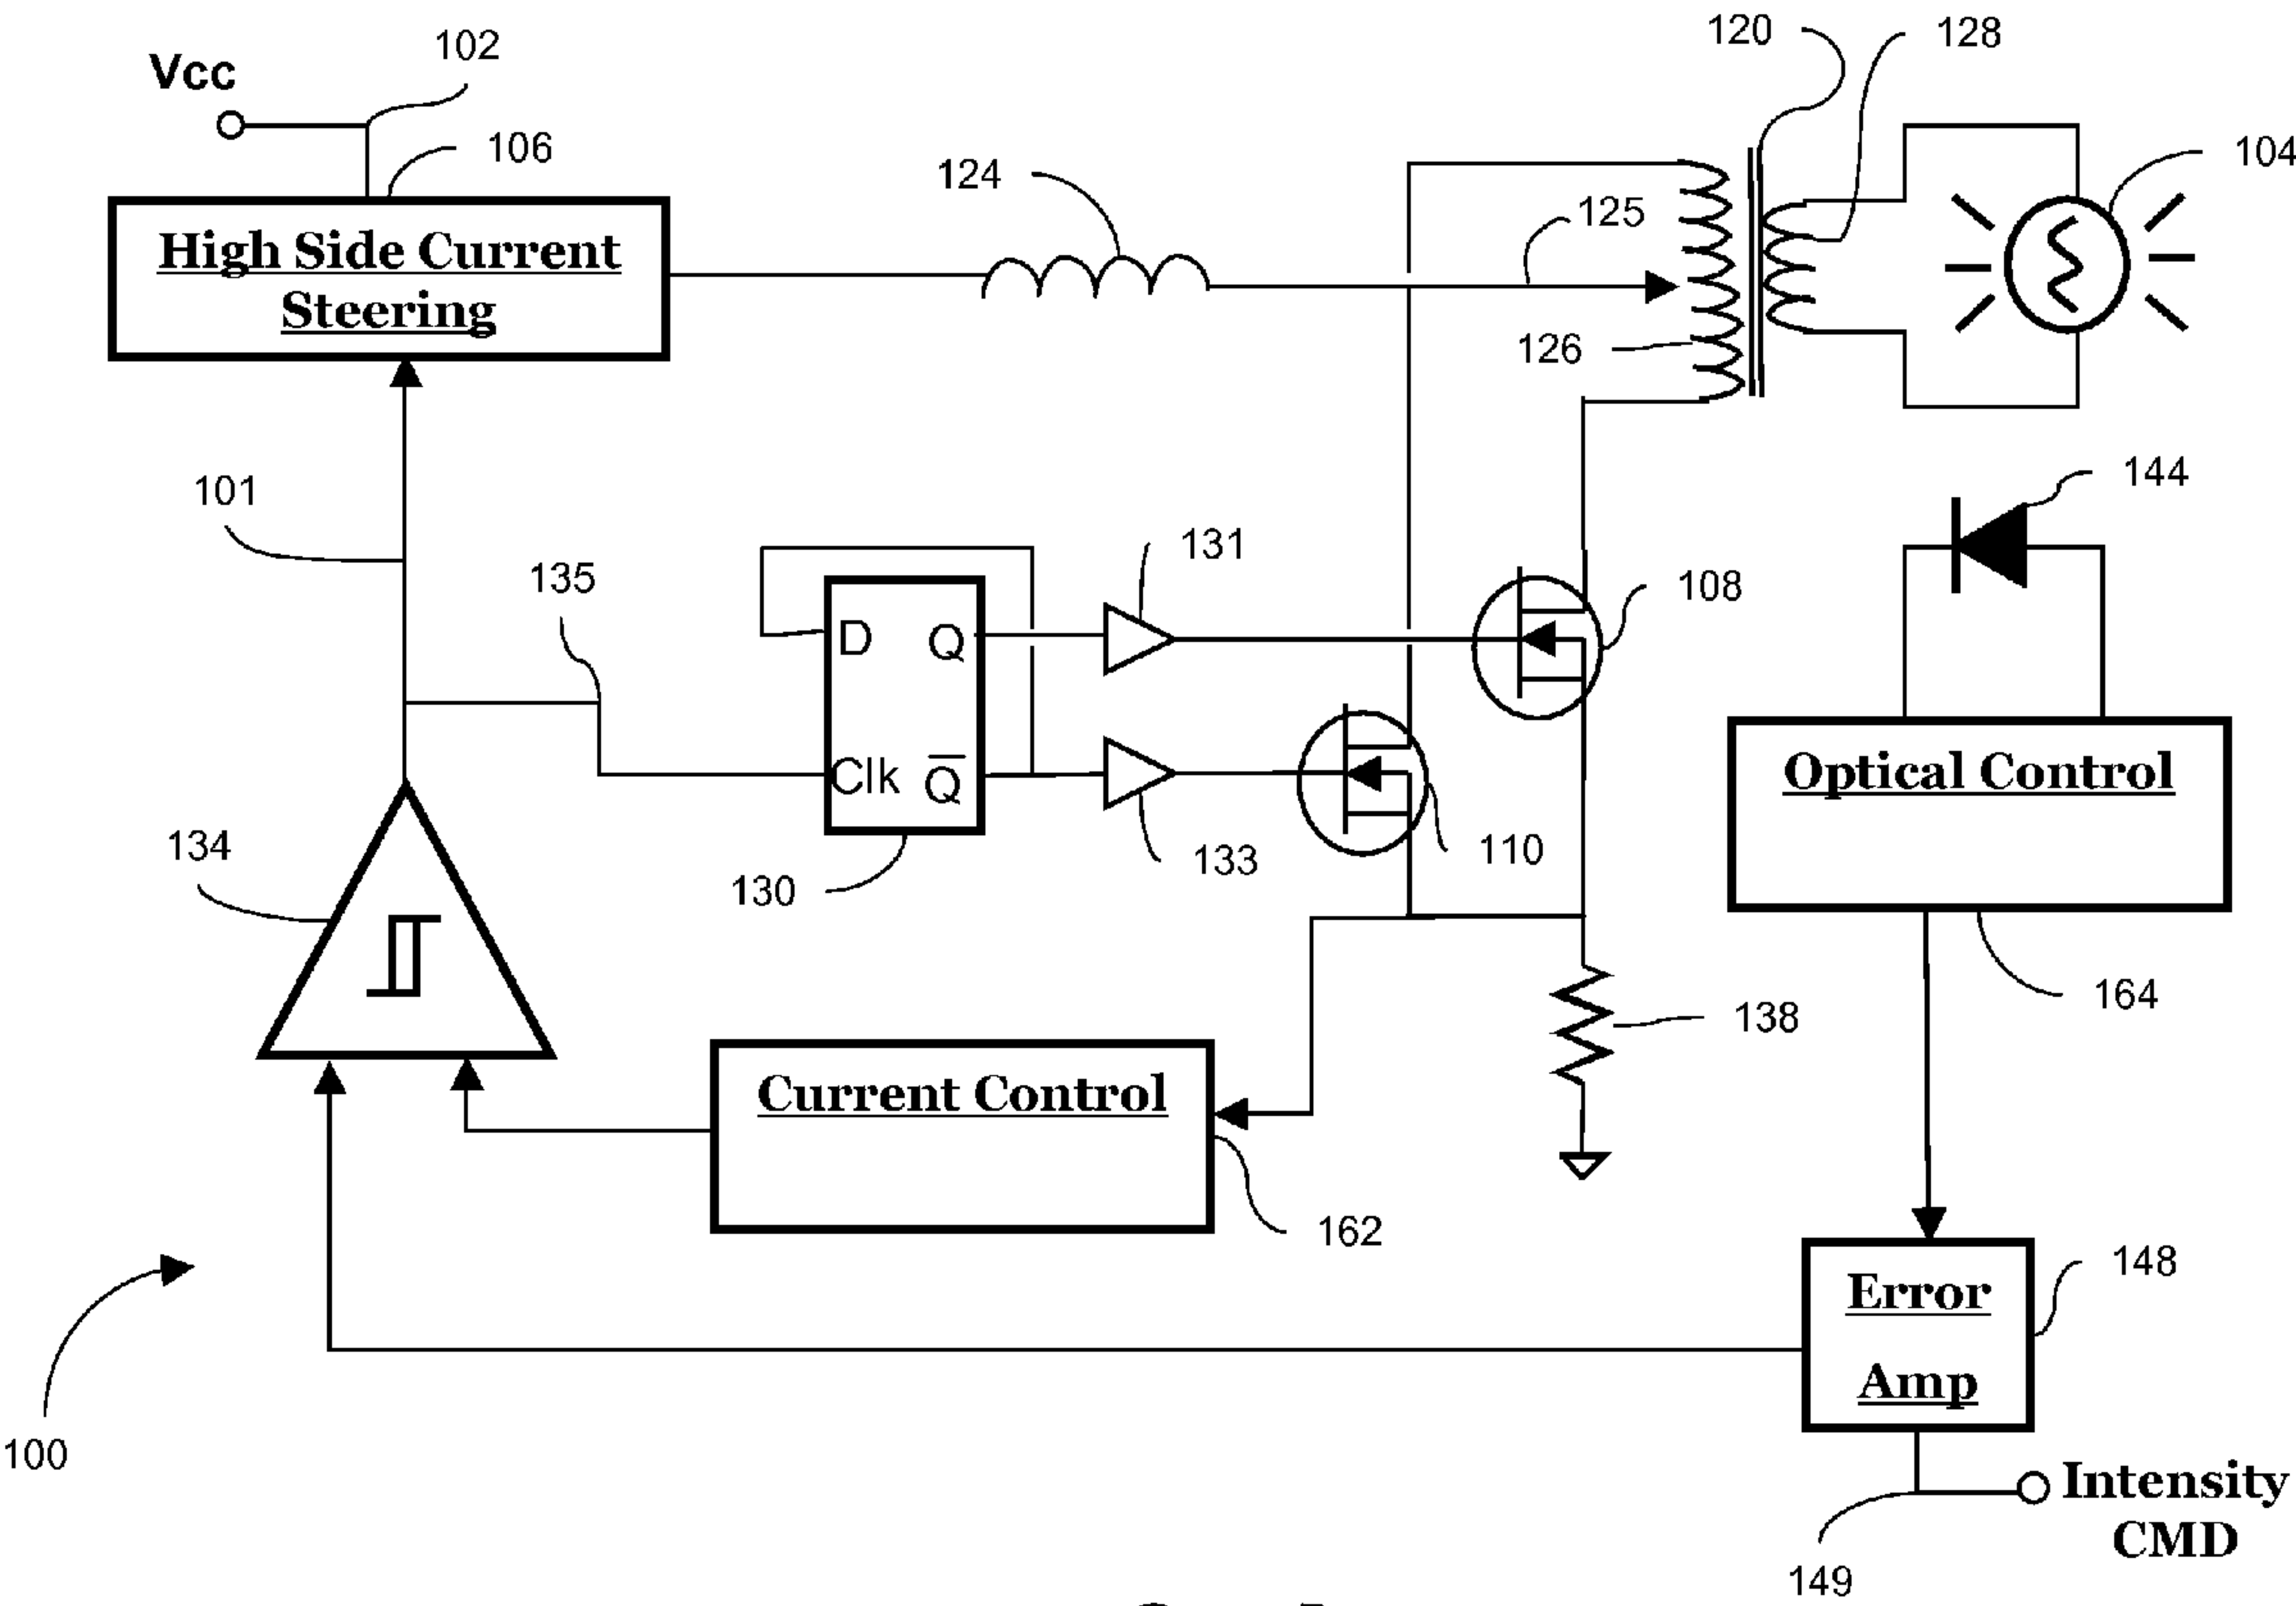 Vcc
102
106
High Side Current
Steering
124
120
128
125
104
126
101
135
131
108
144
D
Q
Clk
Q̅
130
133
110
134
Optical Control
164
138
Current Control
162
148
Error
Amp
100
Intensity
CMD
149